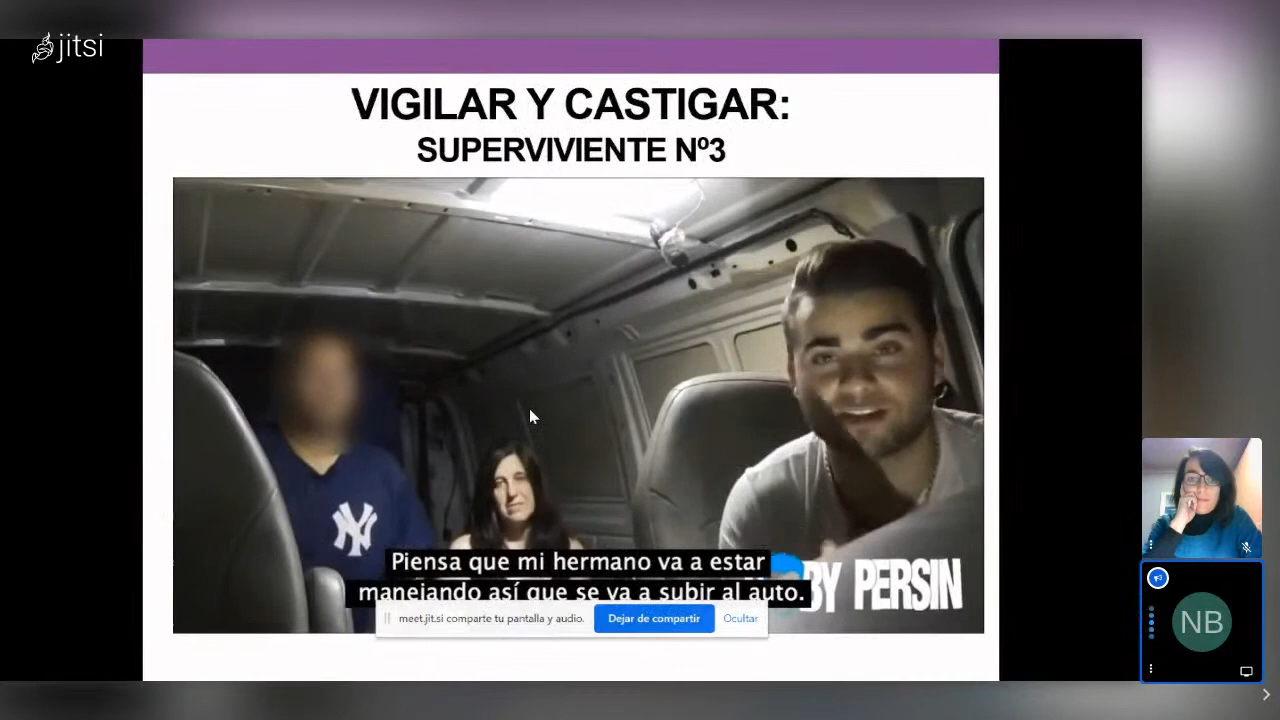 jitsi
VIGILAR Y CASTIGAR:
SUPERVIVIENTE Nº3
NY
Piensa que mi hermano va a estar
manejando así que se va a subir al auto.
BY PERSIN
meet.jit.si comparte tu pantalla y audio.
Dejar de compartir
Ocultar
NB